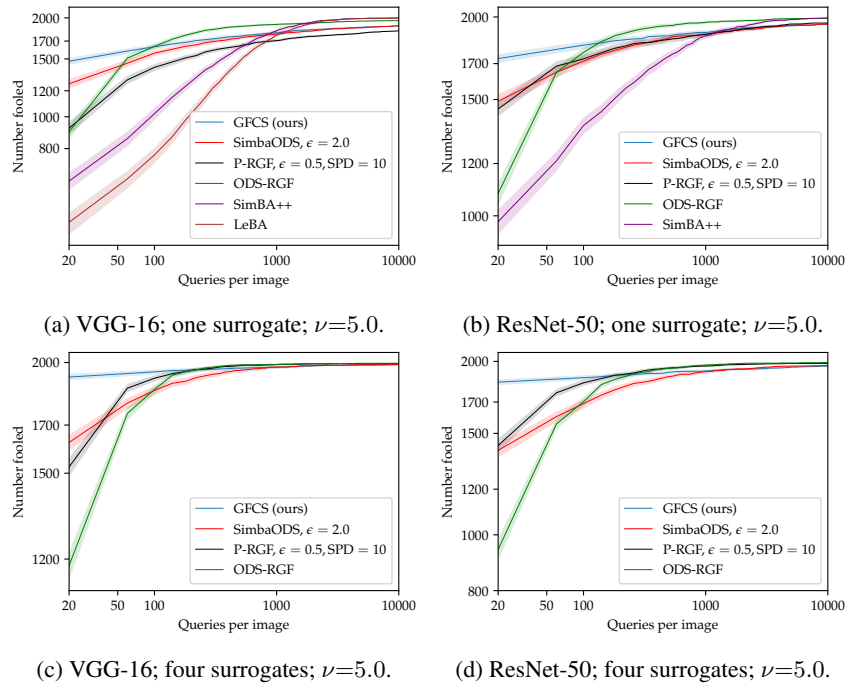 2000
1700
1500
1200
1000
800
Number fooled
GFCS (ours)
SimbaODS, ϵ = 2.0
P-RGF, ϵ = 0.5, SPD = 10
ODS-RGF
SimBA++
LeBA
20 50 100 1000 10000
Queries per image
(a) VGG-16; one surrogate; ν=5.0.
2000
1700
1500
1200
1000
Number fooled
GFCS (ours)
SimbaODS, ϵ = 2.0
P-RGF, ϵ = 0.5, SPD = 10
ODS-RGF
SimBA++
20 50 100 1000 10000
Queries per image
(b) ResNet-50; one surrogate; ν=5.0.
2000
1700
1500
1200
Number fooled
GFCS (ours)
SimbaODS, ϵ = 2.0
P-RGF, ϵ = 0.5, SPD = 10
ODS-RGF
20 50 100 1000 10000
Queries per image
(c) VGG-16; four surrogates; ν=5.0.
2000
1700
1500
1200
1000
800
Number fooled
GFCS (ours)
SimbaODS, ϵ = 2.0
P-RGF, ϵ = 0.5, SPD = 10
ODS-RGF
20 50 100 1000 10000
Queries per image
(d) ResNet-50; four surrogates; ν=5.0.